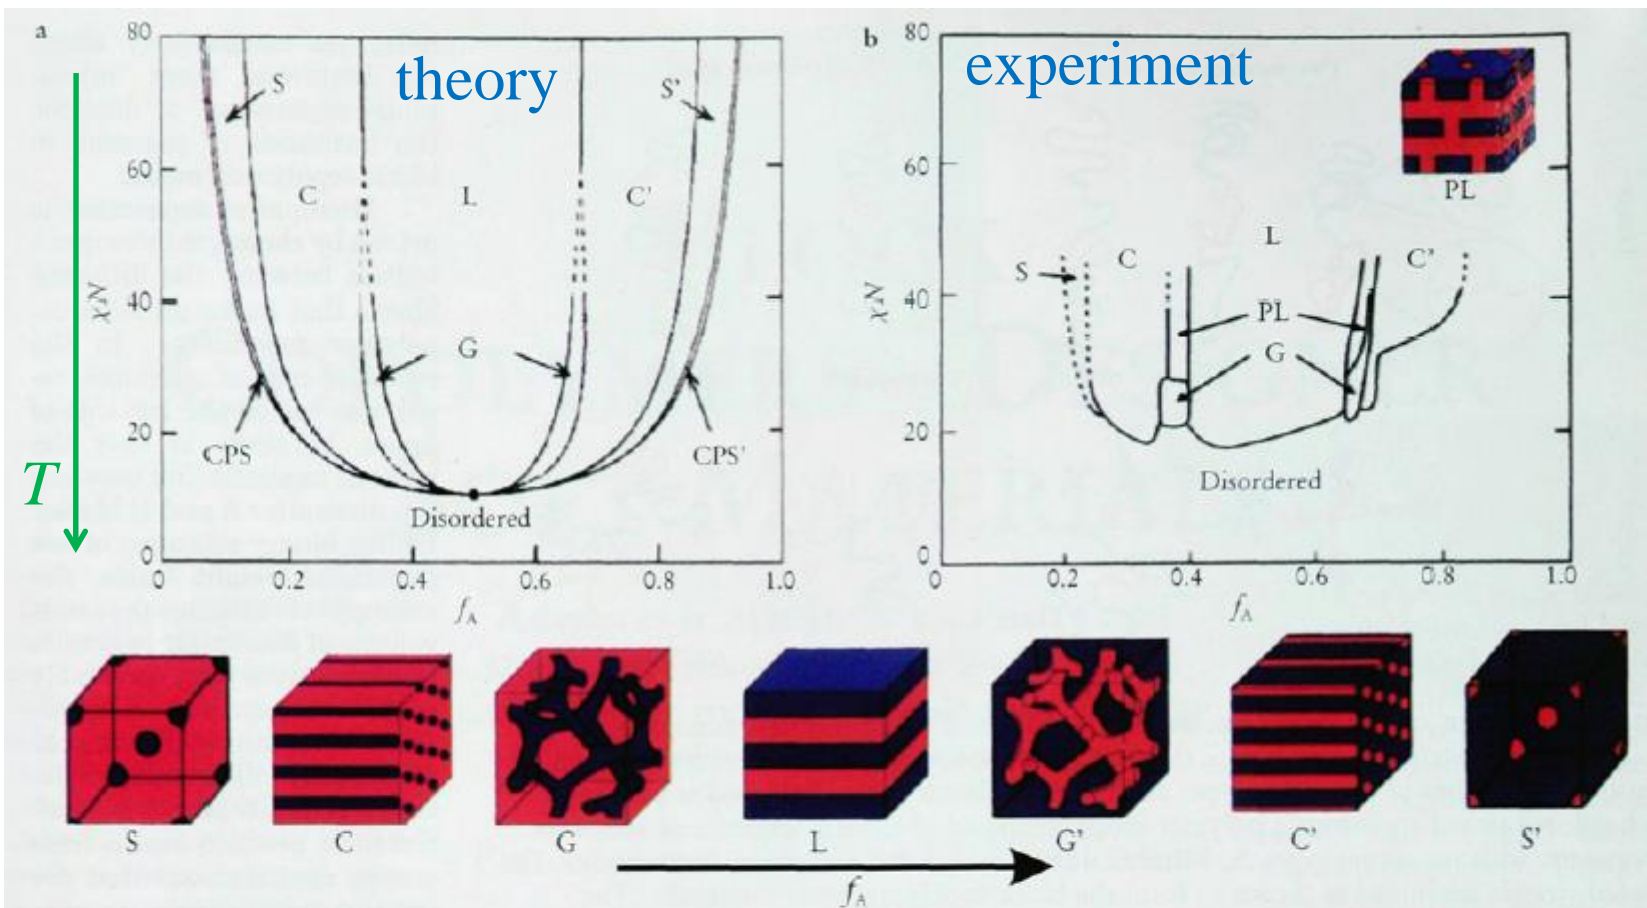 a
theory
80
60
40
20
0
χN
T
S
S'
C
L
C'
G
CPS
CPS'
Disordered
0
0.2
0.4
0.6
0.8
1.0
f_A
b
experiment
80
60
40
20
0
χN
PL
L
S
C
C'
PL
G
Disordered
0
0.2
0.4
0.6
0.8
1.0
f_A
S
C
G
L
G'
C'
S'
f_A